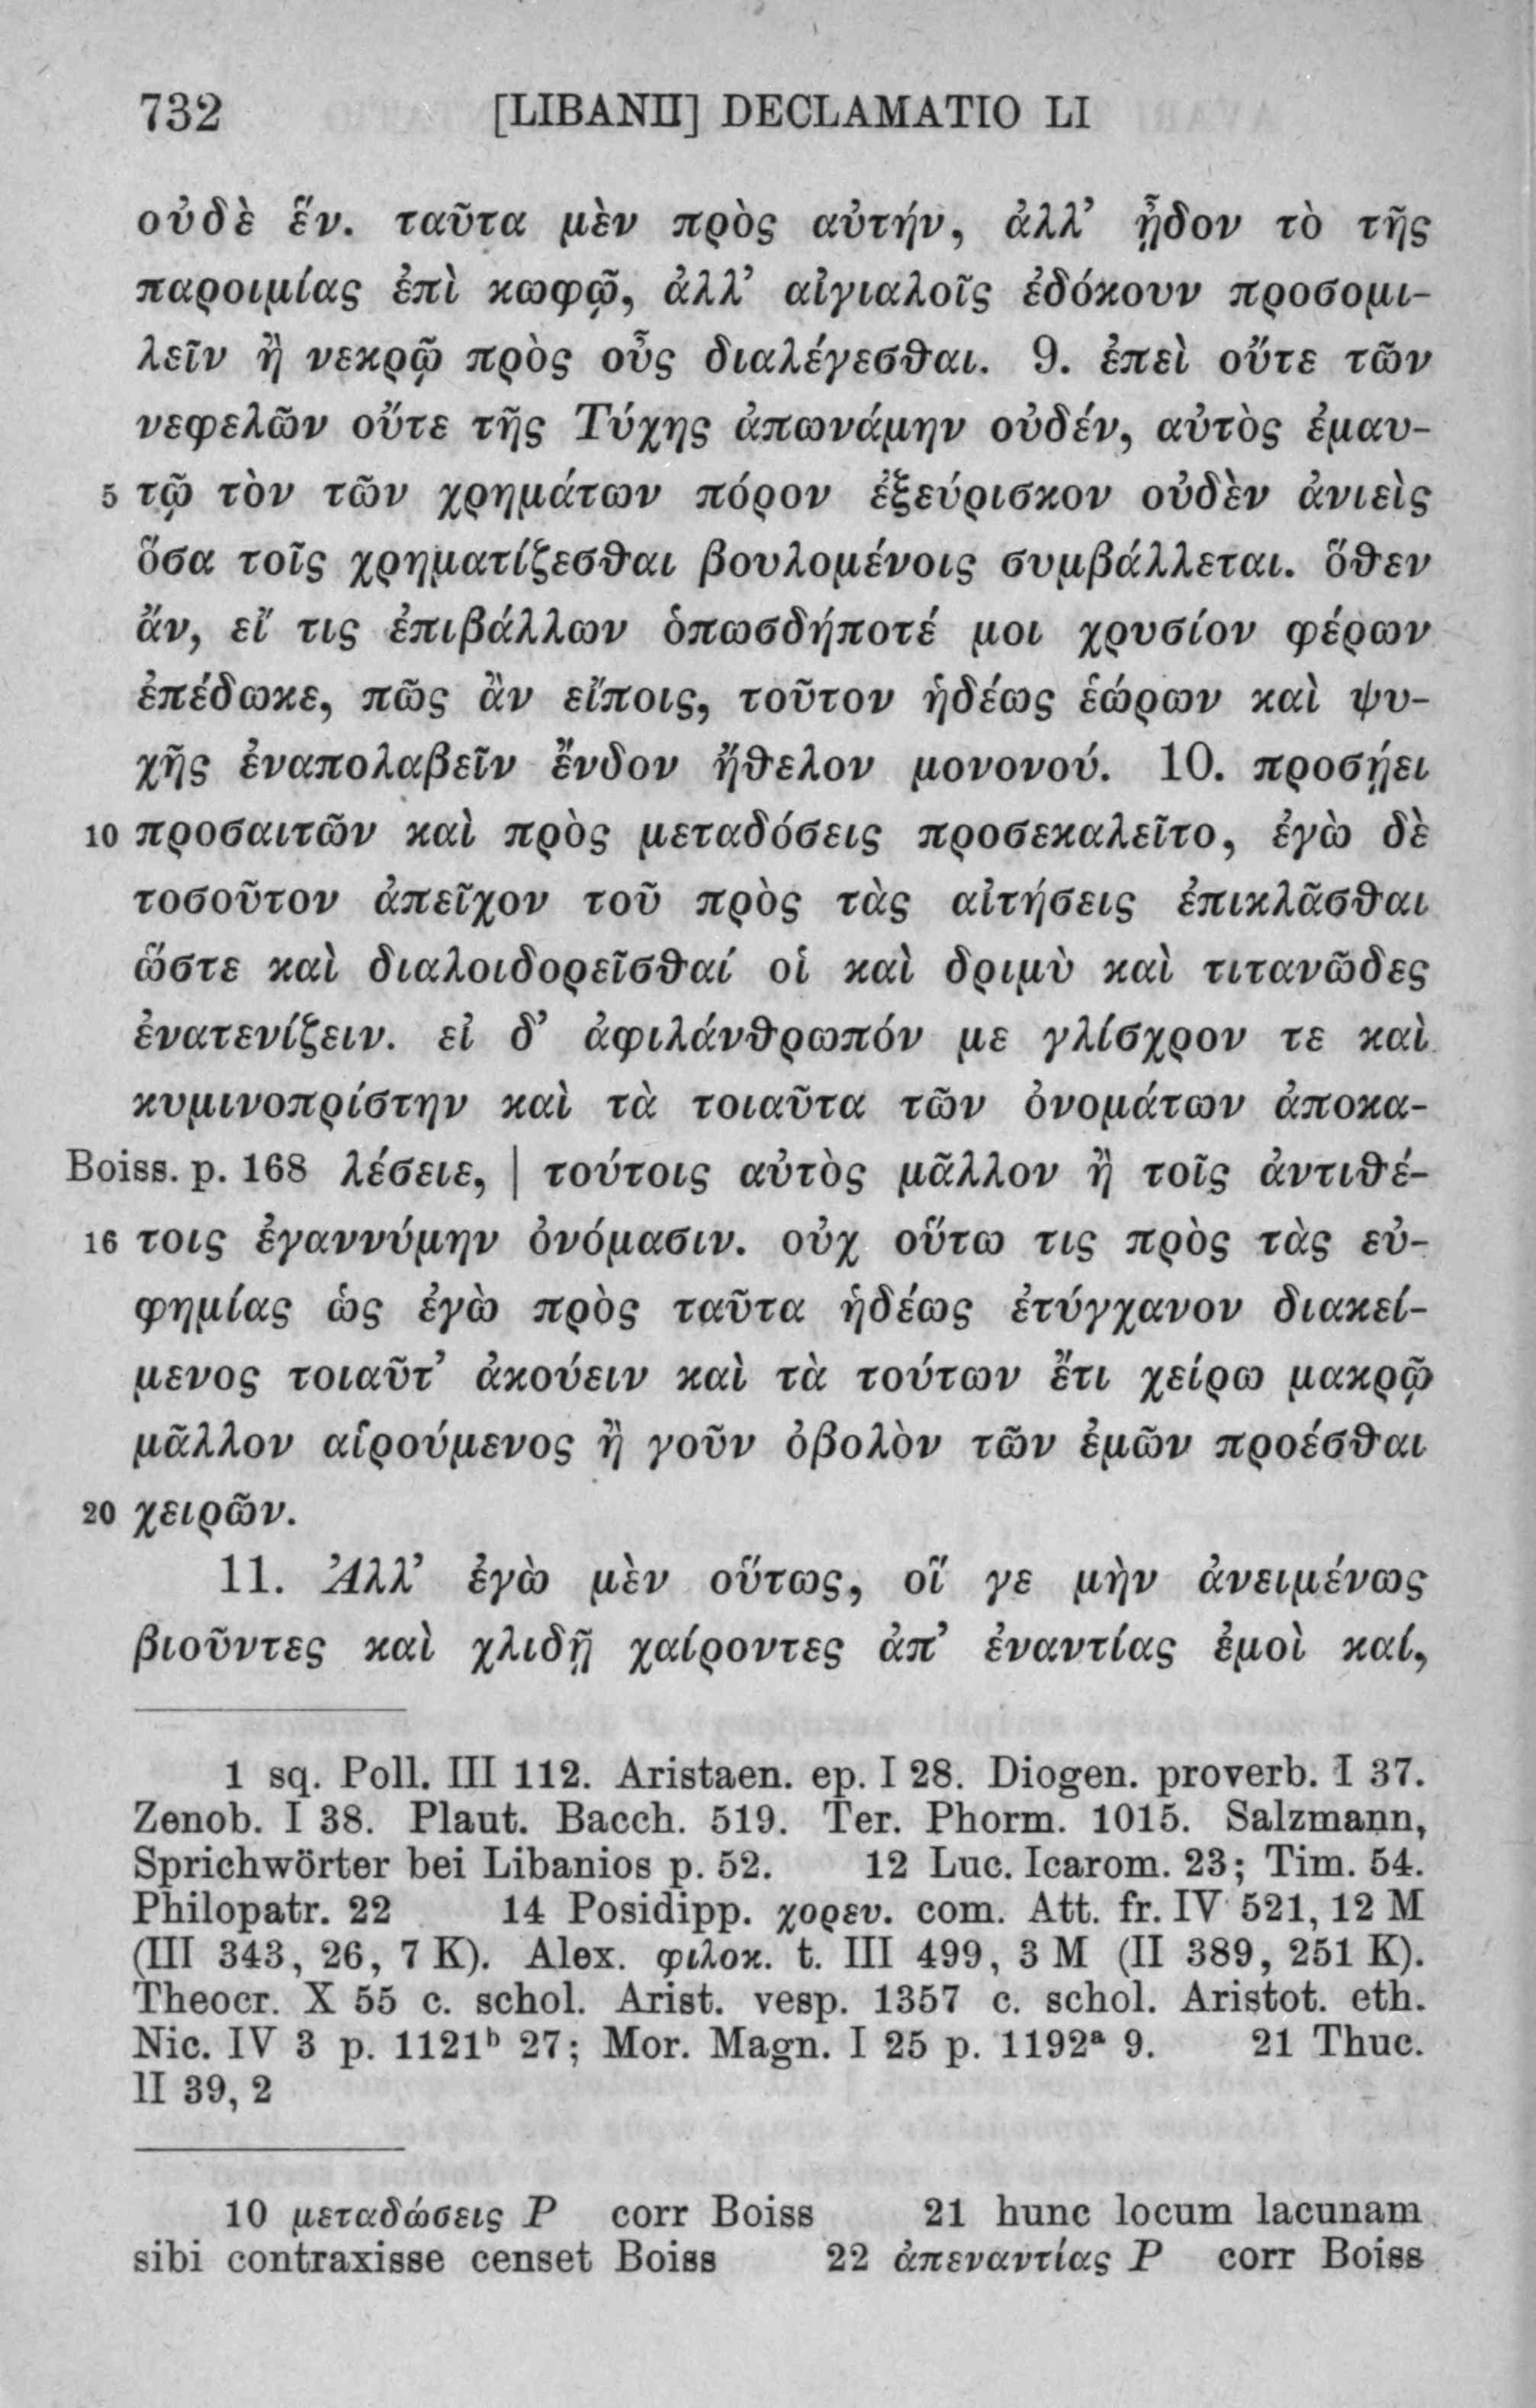 732 [LIBANII] DECLAMATIO LI
οὐδὲ ἕν. ταῦτα μὲν πρὸς αὐτήν, ἀλλ’ ᾖδον τὸ τῆς
παροιμίας ἐπὶ κωφῷ, ἀλλ’ αἰγιαλοῖς ἐδόκουν προσομι-
λεῖν ἢ νεκρῷ πρὸς οὖς διαλέγεσθαι. 9. ἐπεὶ οὔτε τῶν
νεφελῶν οὔτε τῆς Τύχης ἀπωνάμην οὐδέν, αὐτὸς ἐμαυ-
5 τῷ τὸν τῶν χρημάτων πόρον ἐξεύρισκον οὐδὲν ἀνιεὶς
ὅσα τοῖς χρηματίζεσθαι βουλομένοις συμβάλλεται. ὅθεν
ἄν, εἴ τις ἐπιβάλλων ὁπωσδήποτέ μοι χρυσίον φέρων
ἐπέδωκε, πῶς ἂν εἴποις, τοῦτον ἡδέως ἑώρων καὶ ψυ-
χῆς ἐναπολαβεῖν ἔνδον ἤθελον μονονού. 10. προσῄει
10 προσαιτῶν καὶ πρὸς μεταδόσεις προσεκαλεῖτο, ἐγὼ δὲ
τοσοῦτον ἀπεῖχον τοῦ πρὸς τὰς αἰτήσεις ἐπικλᾶσθαι
ὥστε καὶ διαλοιδορεῖσθαί οἱ καὶ δριμὺ καὶ τιτανῶδες
ἐνατενίζειν. εἰ δ’ ἀφιλάνθρωπόν με γλίσχρον τε καὶ
κυμινοπρίστην καὶ τὰ τοιαῦτα τῶν ὀνομάτων ἀποκα-
Boiss. p. 168 λέσειε, | τούτοις αὐτὸς μᾶλλον ἢ τοῖς ἀντιθέ-
16 τοις ἐγαννύμην ὀνόμασιν. οὐχ οὕτω τις πρὸς τὰς εὐ-
φημίας ὡς ἐγὼ πρὸς ταῦτα ἡδέως ἐτύγχανον διακεί-
μενος τοιαῦτ’ ἀκούειν καὶ τὰ τούτων ἔτι χείρω μακρῷ
μᾶλλον αἱρούμενος ἢ γοῦν ὀβολὸν τῶν ἐμῶν προέσθαι
20 χειρῶν.
11. Ἀλλ’ ἐγὼ μὲν οὕτως, οἵ γε μὴν ἀνειμένως
βιοῦντες καὶ χλιδῇ χαίροντες ἀπ’ ἐναντίας ἐμοὶ καί,
1 sq. Poll. III 112. Aristaen. ep. I 28. Diogen. proverb. I 37.
Zenob. I 38. Plaut. Bacch. 519. Ter. Phorm. 1015. Salzmann,
Sprichwörter bei Libanios p. 52. 12 Luc. Icarom. 23; Tim. 54.
Philopatr. 22 14 Posidipp. χορευ. com. Att. fr. IV 521, 12 M
(III 343, 26, 7 K). Alex. φιλοκ. t. III 499, 3 M (II 389, 251 K).
Theocr. X 55 c. schol. Arist. vesp. 1357 c. schol. Aristot. eth.
Nic. IV 3 p. 1121ᵇ 27; Mor. Magn. I 25 p. 1192ᵃ 9. 21 Thuc.
II 39, 2
10 μεταδώσεις P corr Boiss 21 hunc locum lacunam
sibi contraxisse censet Boiss 22 ἀπεναντίας P corr Boiss